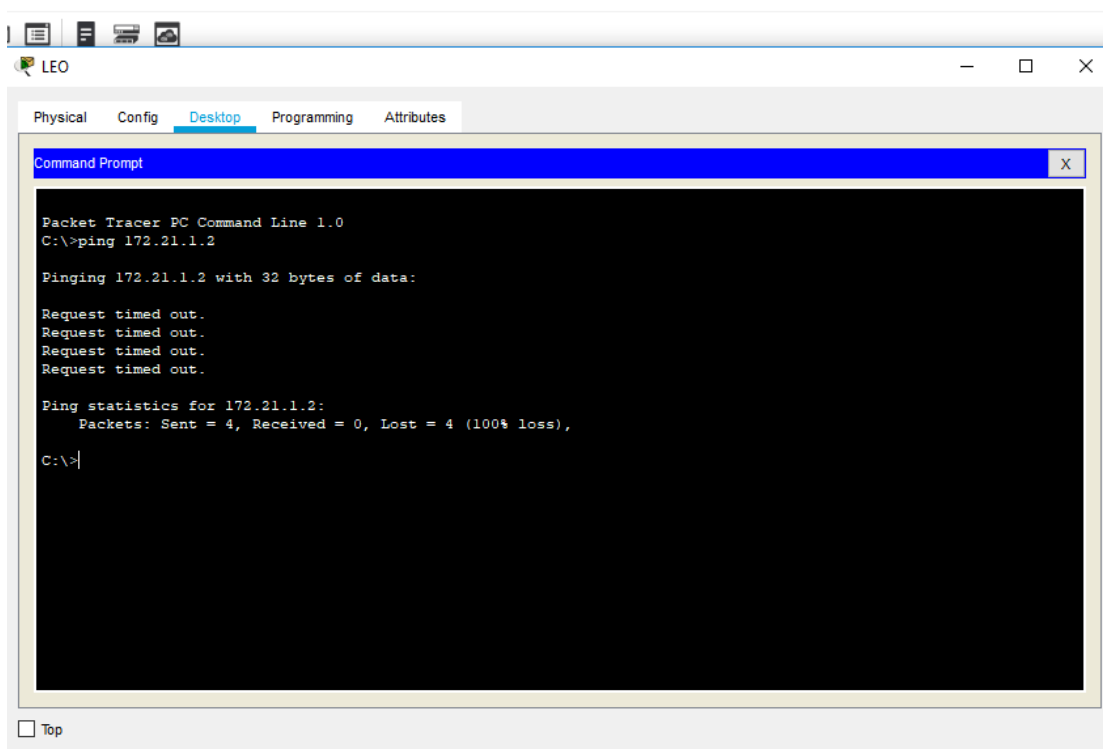 LEO
Physical Config Desktop Programming Attributes
Command Prompt
X
Packet Tracer PC Command Line 1.0
C:\>ping 172.21.1.2
Pinging 172.21.1.2 with 32 bytes of data:
Request timed out.
Request timed out.
Request timed out.
Request timed out.
Ping statistics for 172.21.1.2:
Packets: Sent = 4, Received = 0, Lost = 4 (100% loss),
C:\>
Top